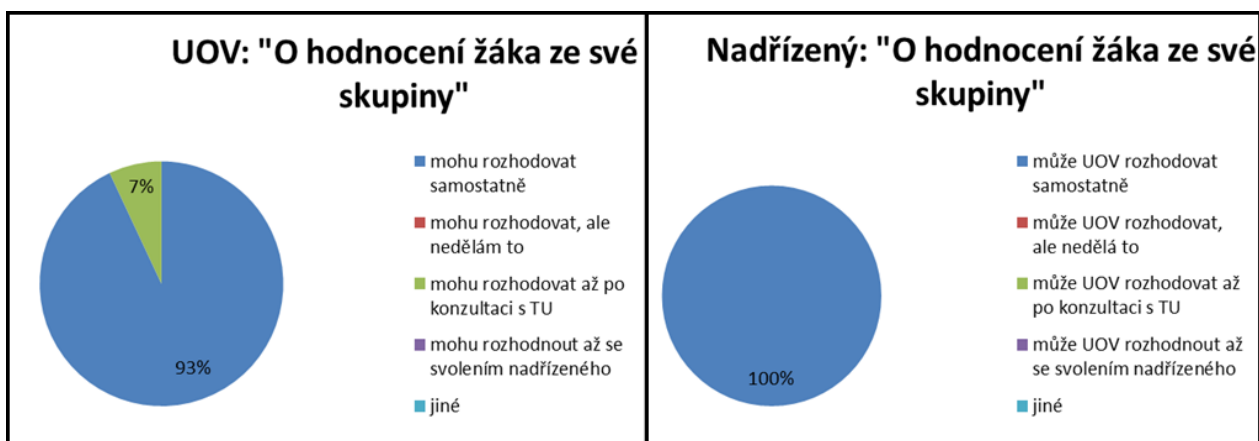 UOV: "O hodnocení žáka ze své
skupiny"
7%
93%
mohu rozhodovat
samostatně
mohu rozhodovat, ale
nedělám to
mohu rozhodovat až po
konzultaci s TU
mohu rozhodnout až se
svolením nadřízeného
jiné
Nadřízený: "O hodnocení žáka ze své
skupiny"
100%
může UOV rozhodovat
samostatně
může UOV rozhodovat,
ale nedělá to
může UOV rozhodovat až
po konzultaci s TU
může UOV rozhodnout až
se svolením nadřízeného
jiné